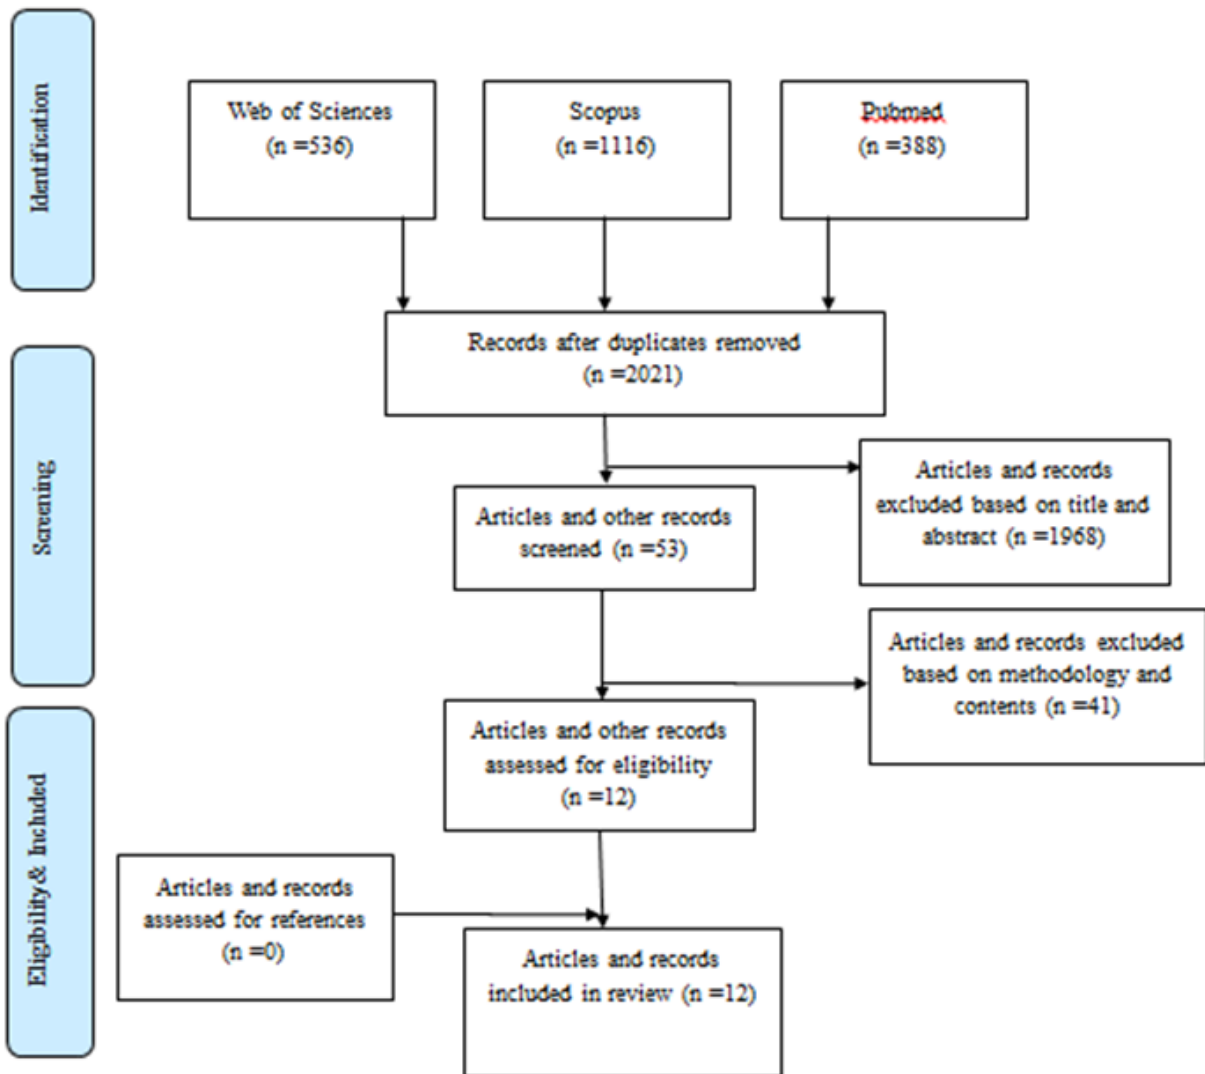 Identification
Web of Sciences
(n =536)
Scopus
(n =1116)
Pubmed
(n =388)
Records after duplicates removed
(n =2021)
Screening
Articles and records
excluded based on title and
abstract (n =1968)
Articles and other records
screened (n =53)
Articles and records excluded
based on methodology and
contents (n =41)
Articles and other records
assessed for eligibility
(n =12)
Eligibility & Included
Articles and records
assessed for references
(n =0)
Articles and records
included in review (n =12)